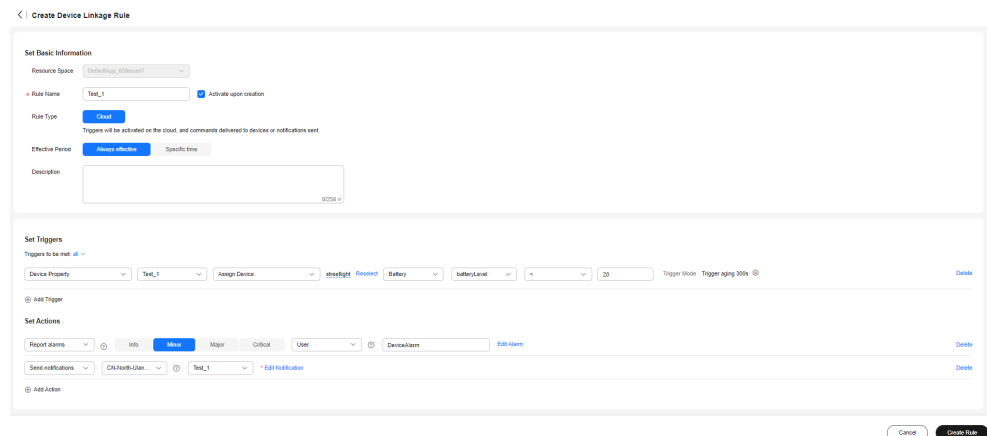 Create Device Linkage Rule
Set Basic Information
Resource Space
* Rule Name Test_1 Activate upon creation
Rule Type Cloud
Triggers will be activated on the cloud, and commands delivered to devices or notifications sent.
Effective Period Always effective Specific time
Description
0/256
Set Triggers
Triggers to be met: all
Device Property Test_1 Assign Device streetlight Reselect Battery batteryLevel < 20 Trigger Mode Trigger aging 300s Delete
Add Trigger
Set Actions
Report alarms Info Minor Major Critical User DeviceAlarm Edit Alarm Delete
Send notifications CN-North-Ulan... Test_1 * Edit Notification Delete
Add Action
Cancel Create Rule